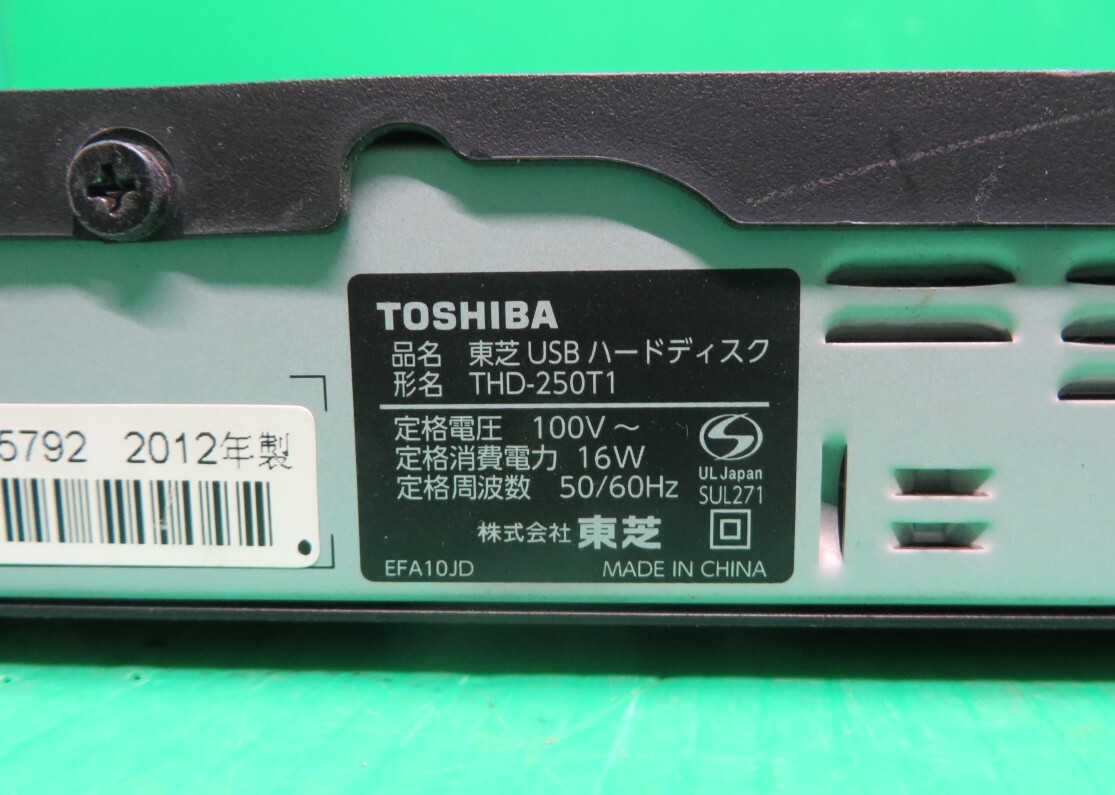 TOSHIBA
品名 東芝 USB ハードディスク
形名 THD-250T1
定格電圧 100V～
定格消費電力 16W
定格周波数 50/60Hz
UL Japan
SUL271
株式会社 東芝
EFA10JD MADE IN CHINA
5792 2012年製